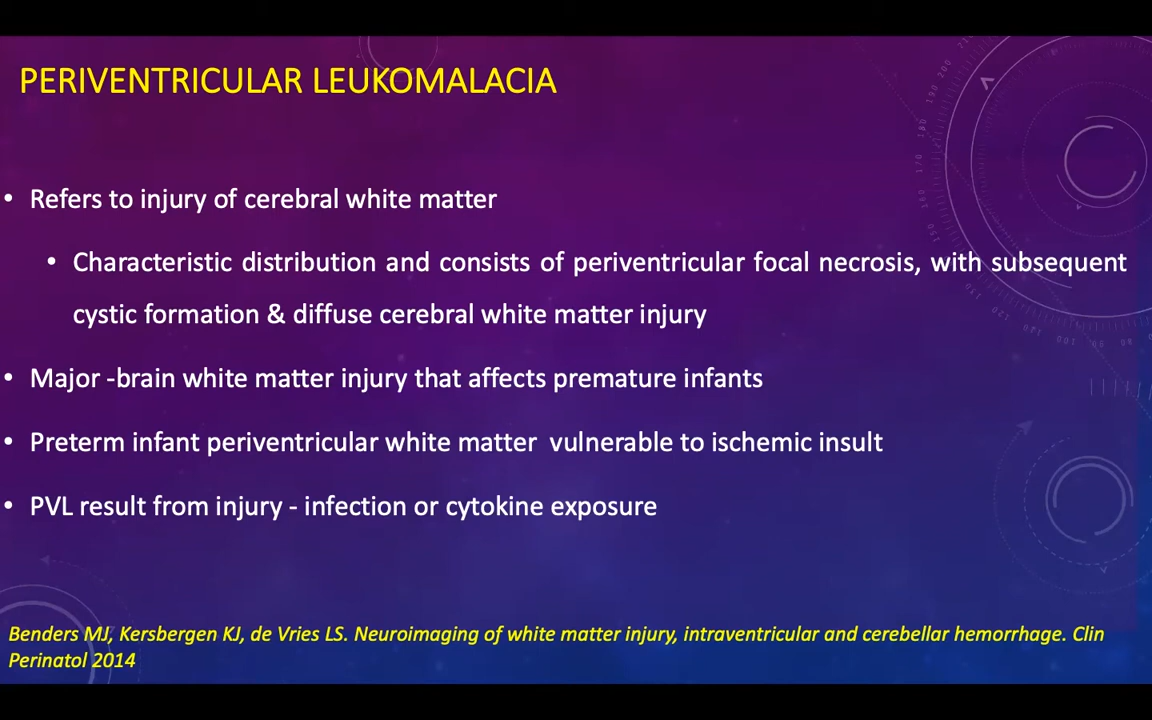 PERIVENTRICULAR LEUKOMALACIA
• Refers to injury of cerebral white matter
• Characteristic distribution and consists of periventricular focal necrosis, with subsequent
cystic formation & diffuse cerebral white matter injury
• Major -brain white matter injury that affects premature infants
• Preterm infant periventricular white matter  vulnerable to ischemic insult
• PVL result from injury - infection or cytokine exposure
Benders MJ, Kersbergen KJ, de Vries LS. Neuroimaging of white matter injury, intraventricular and cerebellar hemorrhage. Clin
Perinatol 2014